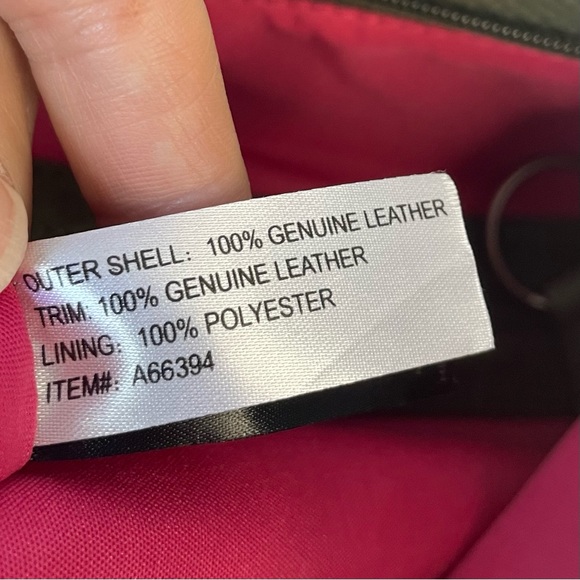 OUTER SHELL: 100% GENUINE LEATHER
TRIM: 100% GENUINE LEATHER
LINING: 100% POLYESTER
ITEM#: A66394